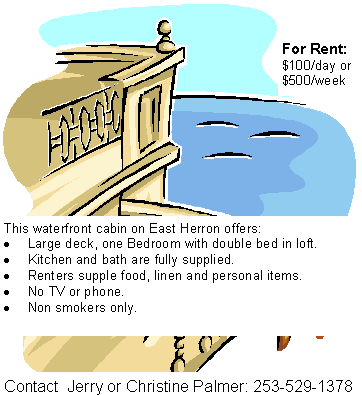 For Rent:
$100/day or
$500/week
This waterfront cabin on East Herron offers:
• Large deck, one Bedroom with double bed in loft.
• Kitchen and bath are fully supplied.
• Renters supple food, linen and personal items.
• No TV or phone.
• Non smokers only.
Contact Jerry or Christine Palmer: 253-529-1378